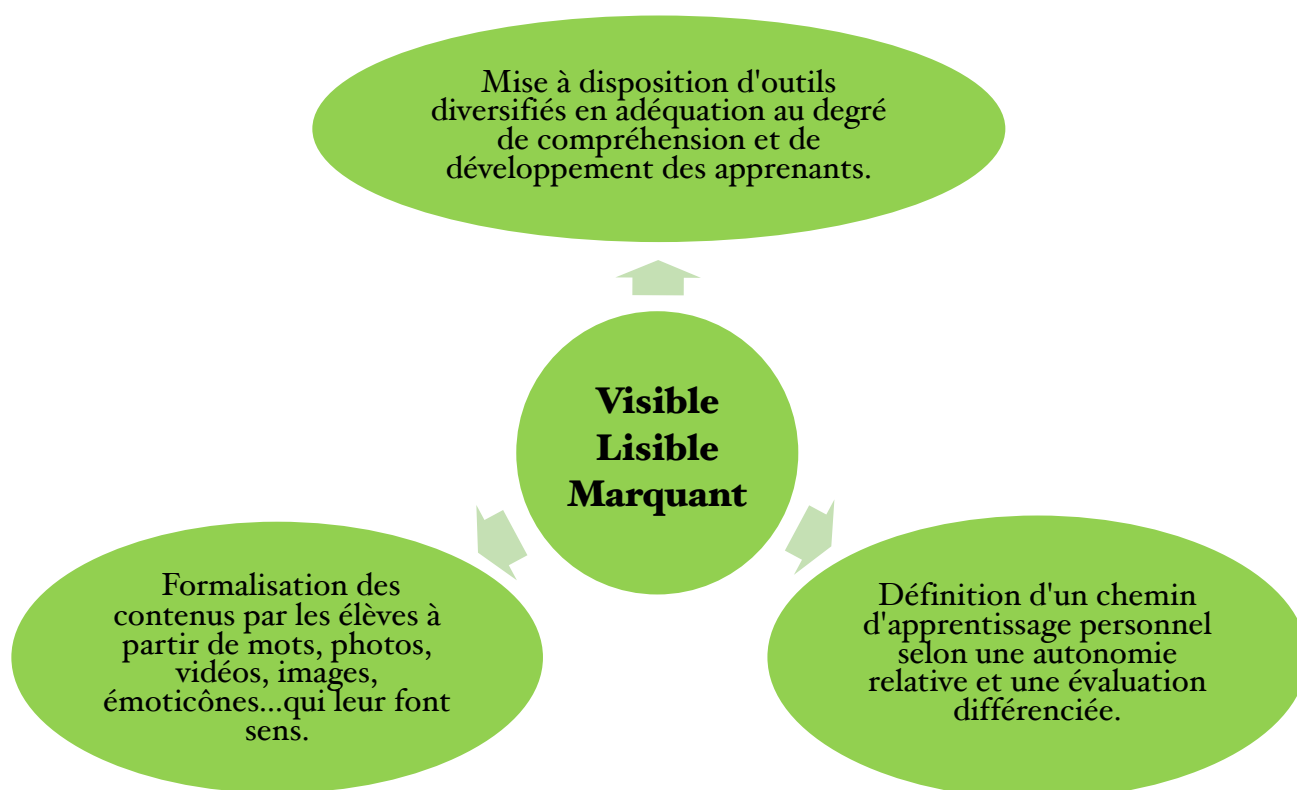 Mise à disposition d'outils
diversifiés en adéquation au degré
de compréhension et de
développement des apprenants.
Visible
Lisible
Marquant
Formalisation des
contenus par les élèves à
partir de mots, photos,
vidéos, images,
émoticônes...qui leur font
sens.
Définition d'un chemin
d'apprentissage personnel
selon une autonomie
relative et une évaluation
différenciée.